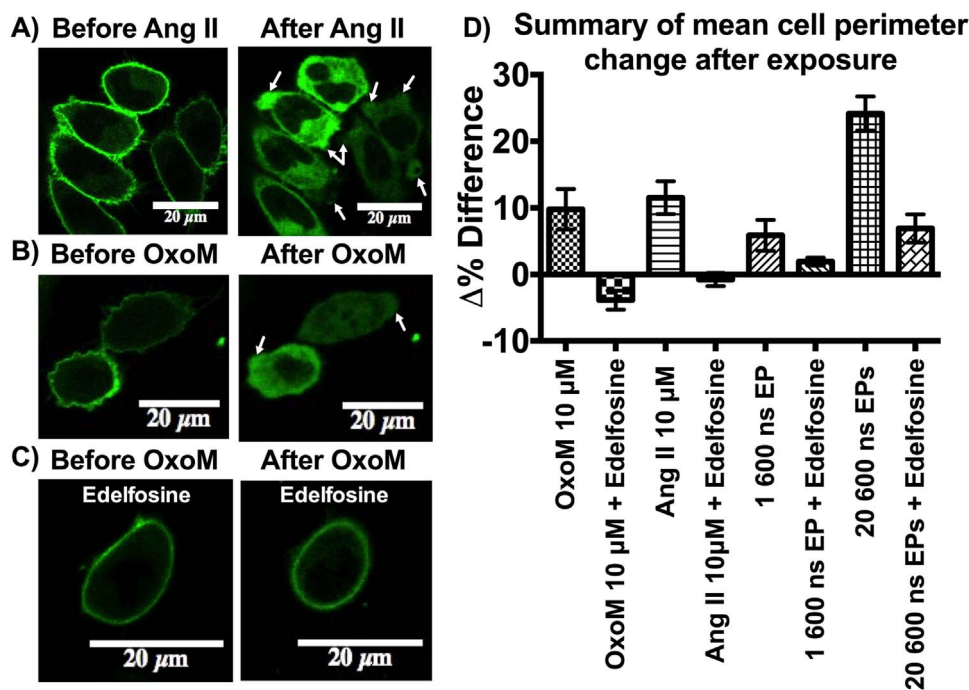 A) Before Ang II
After Ang II
20 µm
20 µm
B) Before OxoM
After OxoM
20 µm
20 µm
C) Before OxoM
After OxoM
Edelfosine
Edelfosine
20 µm
20 µm
D) Summary of mean cell perimeter
change after exposure
Δ% Difference
30
20
10
0
-10
OxoM 10 µM
OxoM 10 µM + Edelfosine
Ang II 10 µM
Ang II 10µM + Edelfosine
1 600 ns EP
1 600 ns EP + Edelfosine
20 600 ns EPs
20 600 ns EPs + Edelfosine